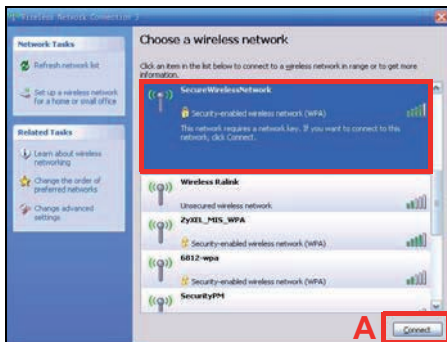 Wireless Network Connection 2
Network Tasks
Refresh network list
Set up a wireless network
for a home or small office
Related Tasks
Learn about wireless
networking
Change the order of
preferred networks
Change advanced
settings
Choose a wireless network
Click an item in the list below to connect to a wireless network in range or to get more
information.
SecureWirelessNetwork
Security-enabled wireless network (WPA)
This network requires a network key. If you want to connect to this
network, click Connect.
Wireless Ralink
Unsecured wireless network
ZyXEL_MIS_WPA
Security-enabled wireless network (WPA)
6812-wpa
Security-enabled wireless network (WPA)
SecurityPM
A
Connect